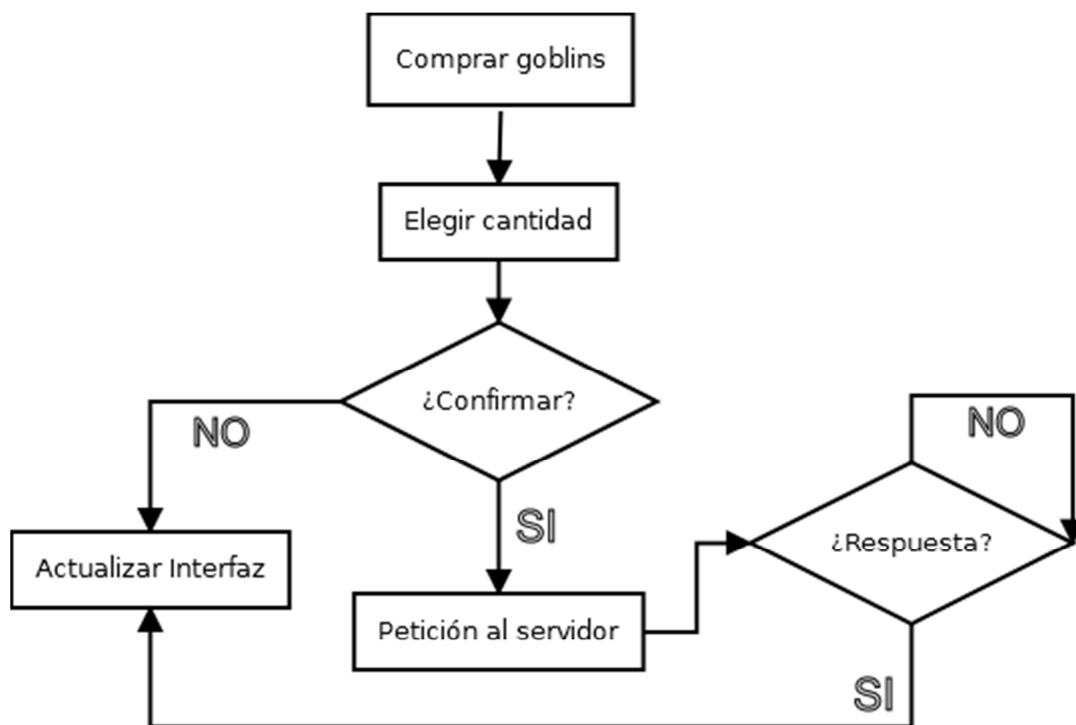 Comprar goblins
Elegir cantidad
¿Confirmar?
NO
NO
SI
¿Respuesta?
Actualizar Interfaz
Petición al servidor
SI